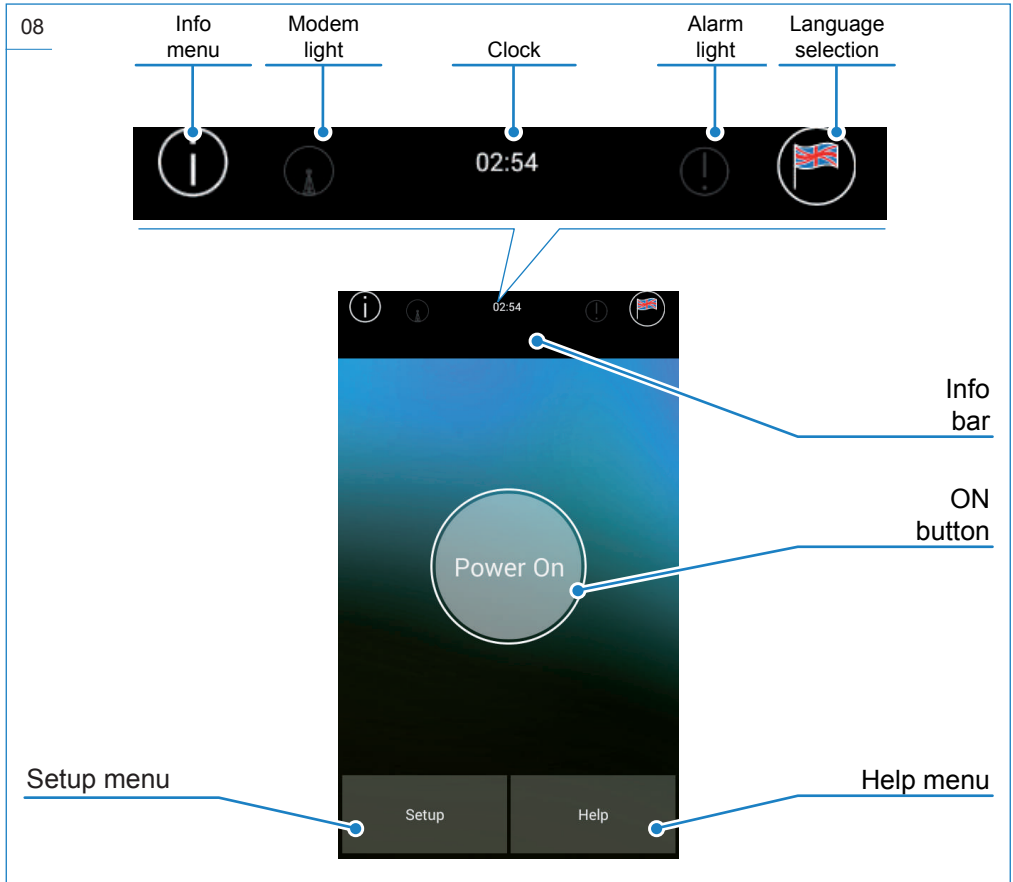 08
Info
menu
Modem
light
Clock
Alarm
light
Language
selection
i
02:54
!
i
02:54
!
Info
bar
ON
button
Power On
Setup menu
Help menu
Setup
Help